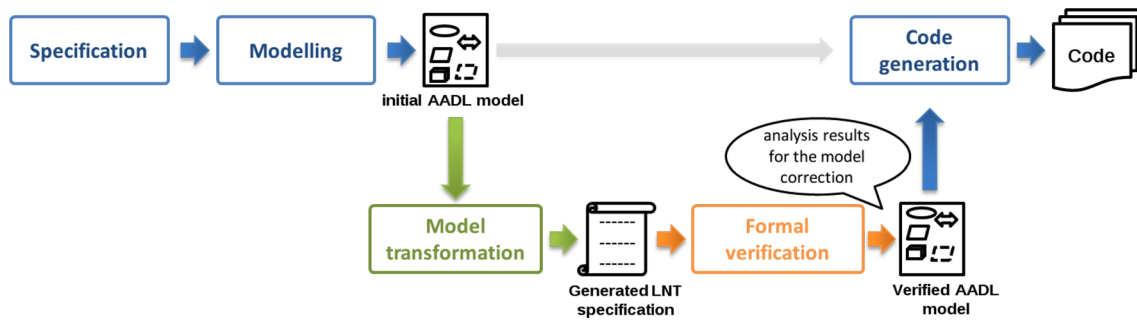 Specification
Modelling
initial AADL model
Code
generation
Code
analysis results
for the model
correction
Model
transformation
Generated LNT
specification
Formal
verification
Verified AADL
model